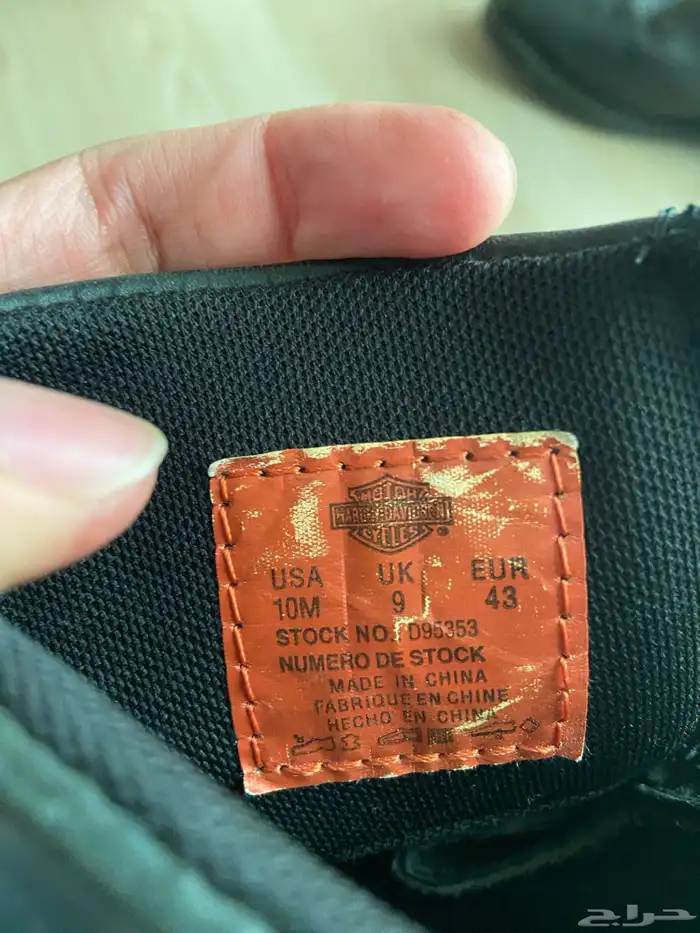 MOTOR
HARLEY-DAVIDSON
CYCLES
®
USA UK EUR
10M 9 43
STOCK NO. D95353
NUMERO DE STOCK
MADE IN CHINA
FABRIQUE EN CHINE
HECHO EN CHINA
حراج